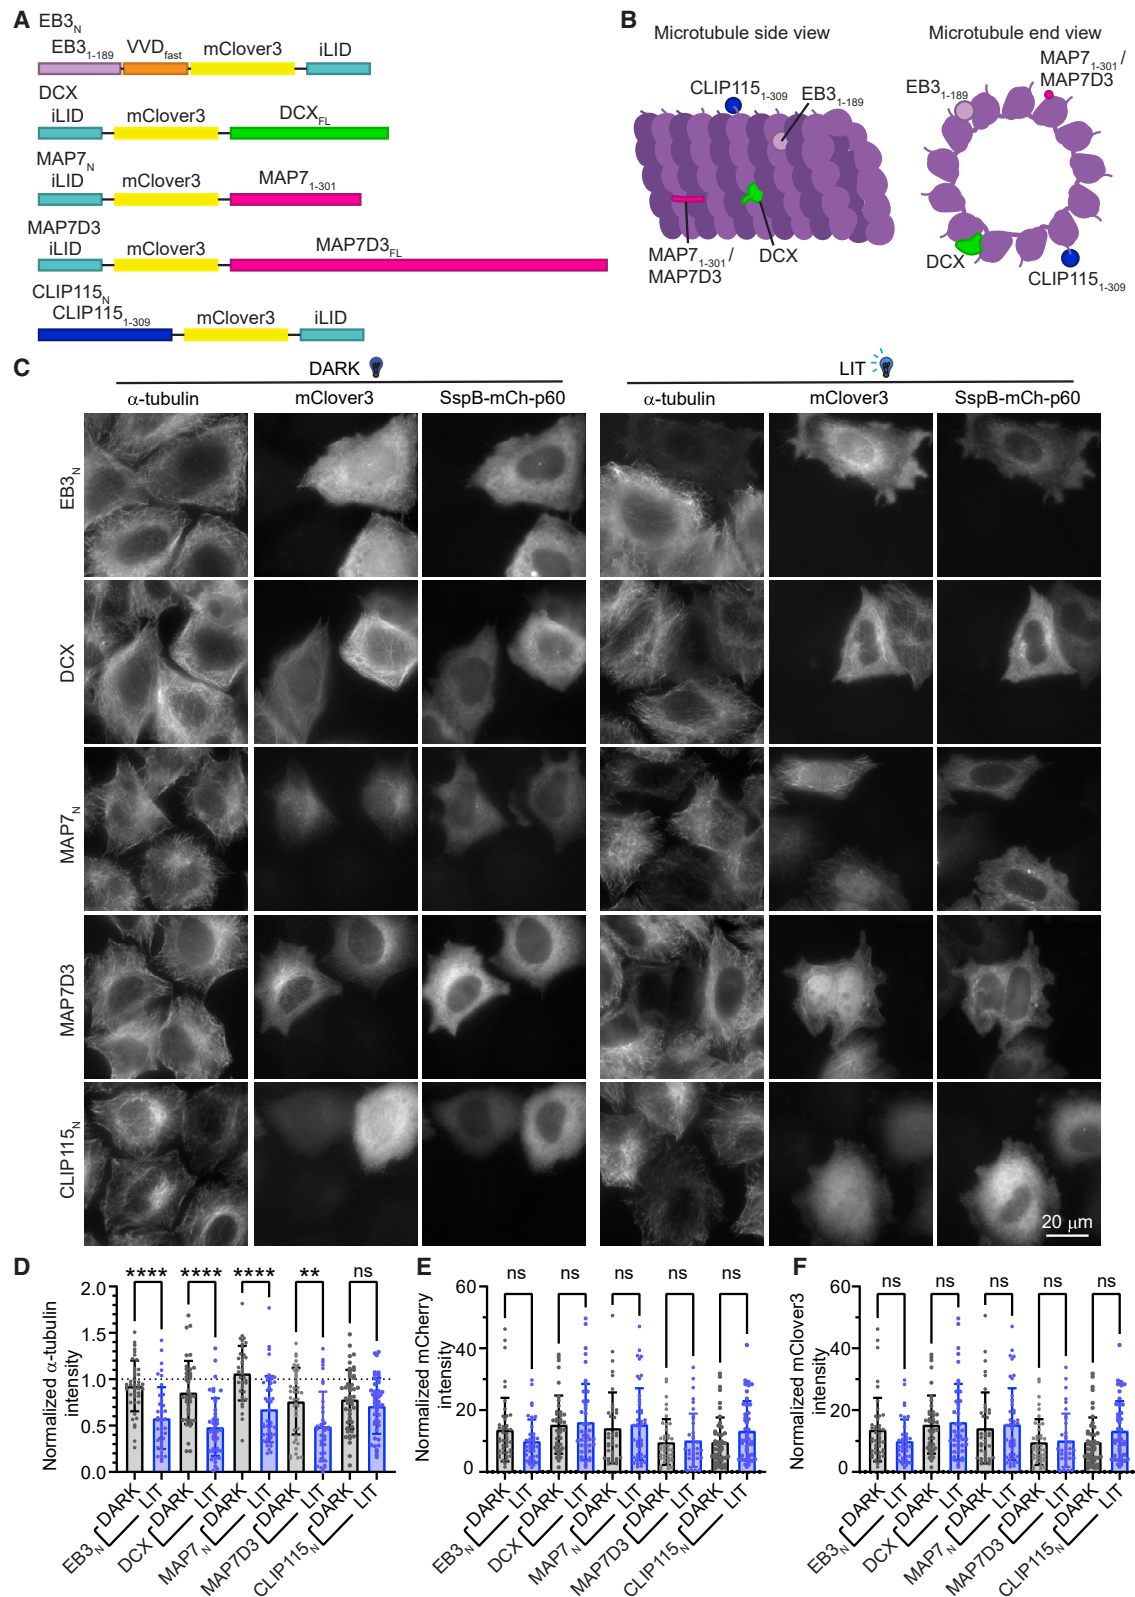 A
EB3N
EB31-189 VVDfast mClover3 iLID
DCX
iLID mClover3 DCXFL
MAP7N
iLID mClover3 MAP71-301
MAP7D3
iLID mClover3 MAP7D3FL
CLIP115N
CLIP1151-309 mClover3 iLID
B
Microtubule side view
CLIP1151-309
EB31-189
MAP71-301/
MAP7D3
DCX
Microtubule end view
MAP71-301/
MAP7D3
EB31-189
DCX
CLIP1151-309
C
DARK
LIT
α-tubulin mClover3 SspB-mCh-p60 α-tubulin mClover3 SspB-mCh-p60
EB3N
DCX
MAP7N
MAP7D3
CLIP115N
20 μm
D
**** **** **** ** ns
Normalized α-tubulin
intensity
2.0
1.5
1.0
0.5
0.0
DARK LIT DARK LIT DARK LIT DARK LIT DARK LIT
EB3N DCX MAP7N MAP7D3 CLIP115N
E
ns ns ns ns ns
Normalized mCherry
intensity
60
40
20
0
DARK LIT DARK LIT DARK LIT DARK LIT DARK LIT
EB3N DCX MAP7N MAP7D3 CLIP115N
F
ns ns ns ns ns
Normalized mClover3
intensity
60
40
20
0
DARK LIT DARK LIT DARK LIT DARK LIT DARK LIT
EB3N DCX MAP7N MAP7D3 CLIP115N